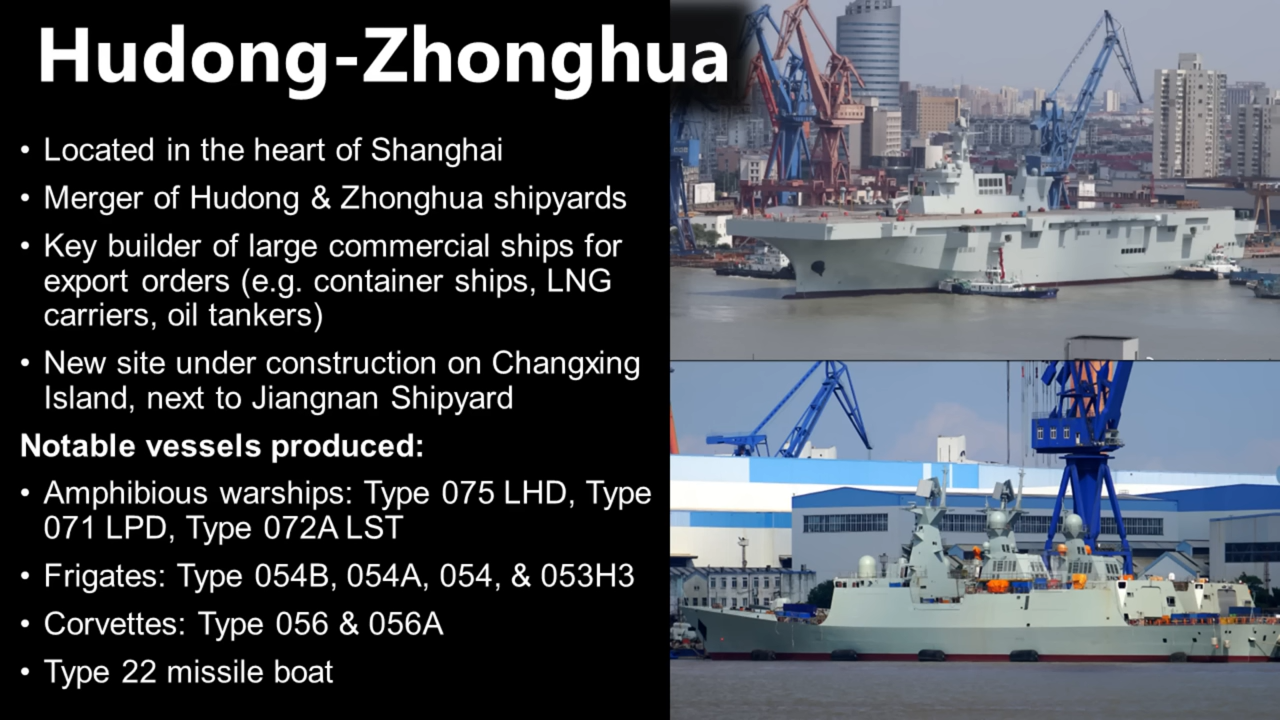 Hudong-Zhonghua
• Located in the heart of Shanghai
• Merger of Hudong & Zhonghua shipyards
• Key builder of large commercial ships for
export orders (e.g. container ships, LNG
carriers, oil tankers)
• New site under construction on Changxing
Island, next to Jiangnan Shipyard
Notable vessels produced:
• Amphibious warships: Type 075 LHD, Type
071 LPD, Type 072A LST
• Frigates: Type 054B, 054A, 054, & 053H3
• Corvettes: Type 056 & 056A
• Type 22 missile boat